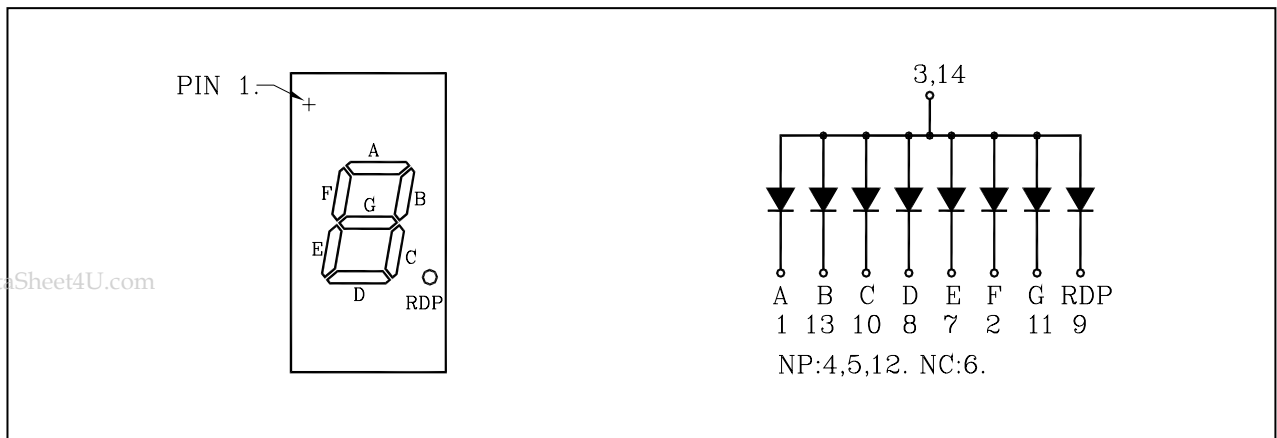 PIN 1.
A
F
B
G
E
C
D
RDP
taSheet4U.com
3,14
A B C D E F G RDP
1 13 10 8 7 2 11 9
NP:4,5,12. NC:6.